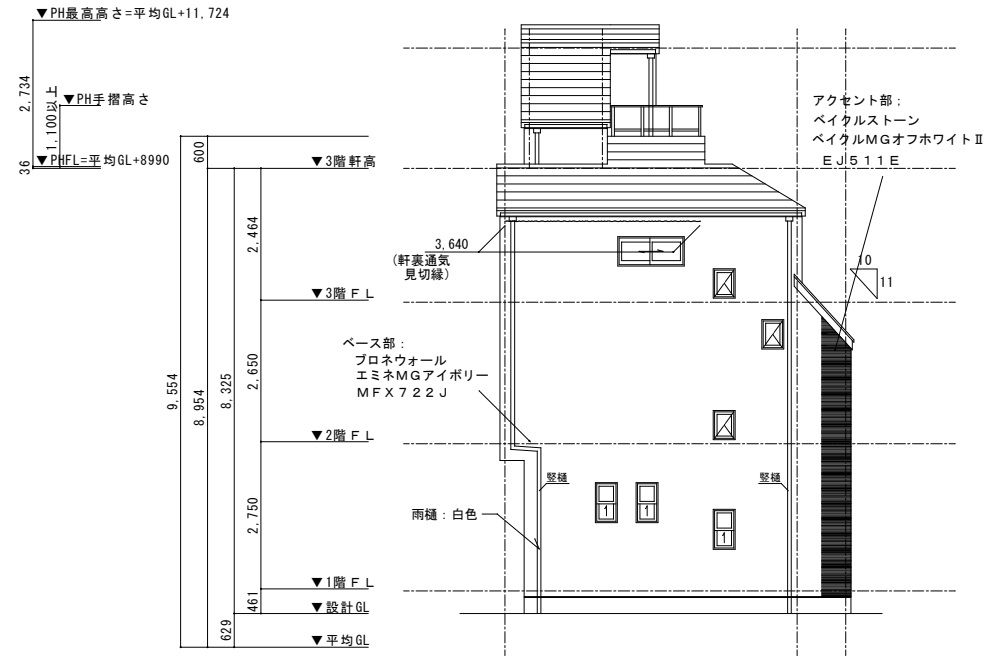 ▼PH最高高さ=平均GL+11,724
2,734
1,100以上
▼PH手摺高さ
36
▼PHFL=平均GL+8990
600
▼3階軒高
2,464
▼3階FL
2,650
▼2階FL
2,750
▼1階FL
461
▼設計GL
629
▼平均GL
9,554
8,954
8,325
アクセント部；
ベイクルストーン
ベイクルMGオフホワイトⅡ
EJ511E
3,640
(軒裏通気
見切縁)
10
11
ベース部：
プロネウォール
エミネMGアイボリー
MFX722J
竪樋
竪樋
雨樋：白色
1
1
1